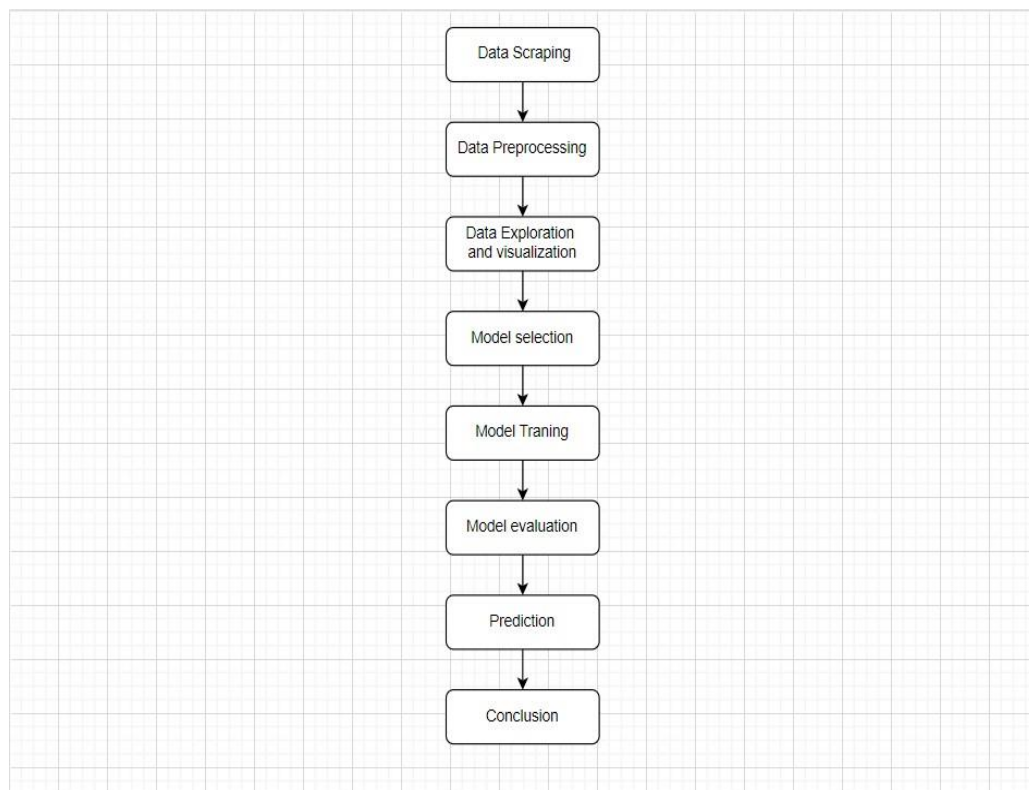 Data Scraping
Data Preprocessing
Data Exploration
and visualization
Model selection
Model Traning
Model evaluation
Prediction
Conclusion